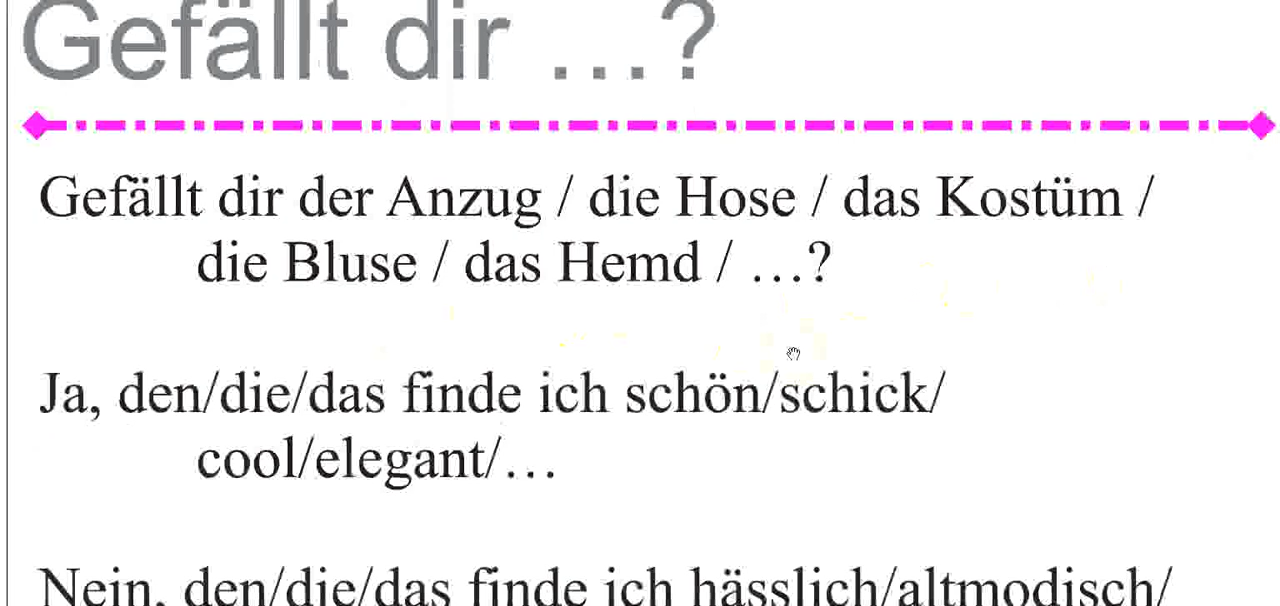 Gefällt dir …?
Gefällt dir der Anzug / die Hose / das Kostüm /
die Bluse / das Hemd / …?
Ja, den/die/das finde ich schön/schick/
cool/elegant/…
Nein, den/die/das finde ich hässlich/altmodisch/